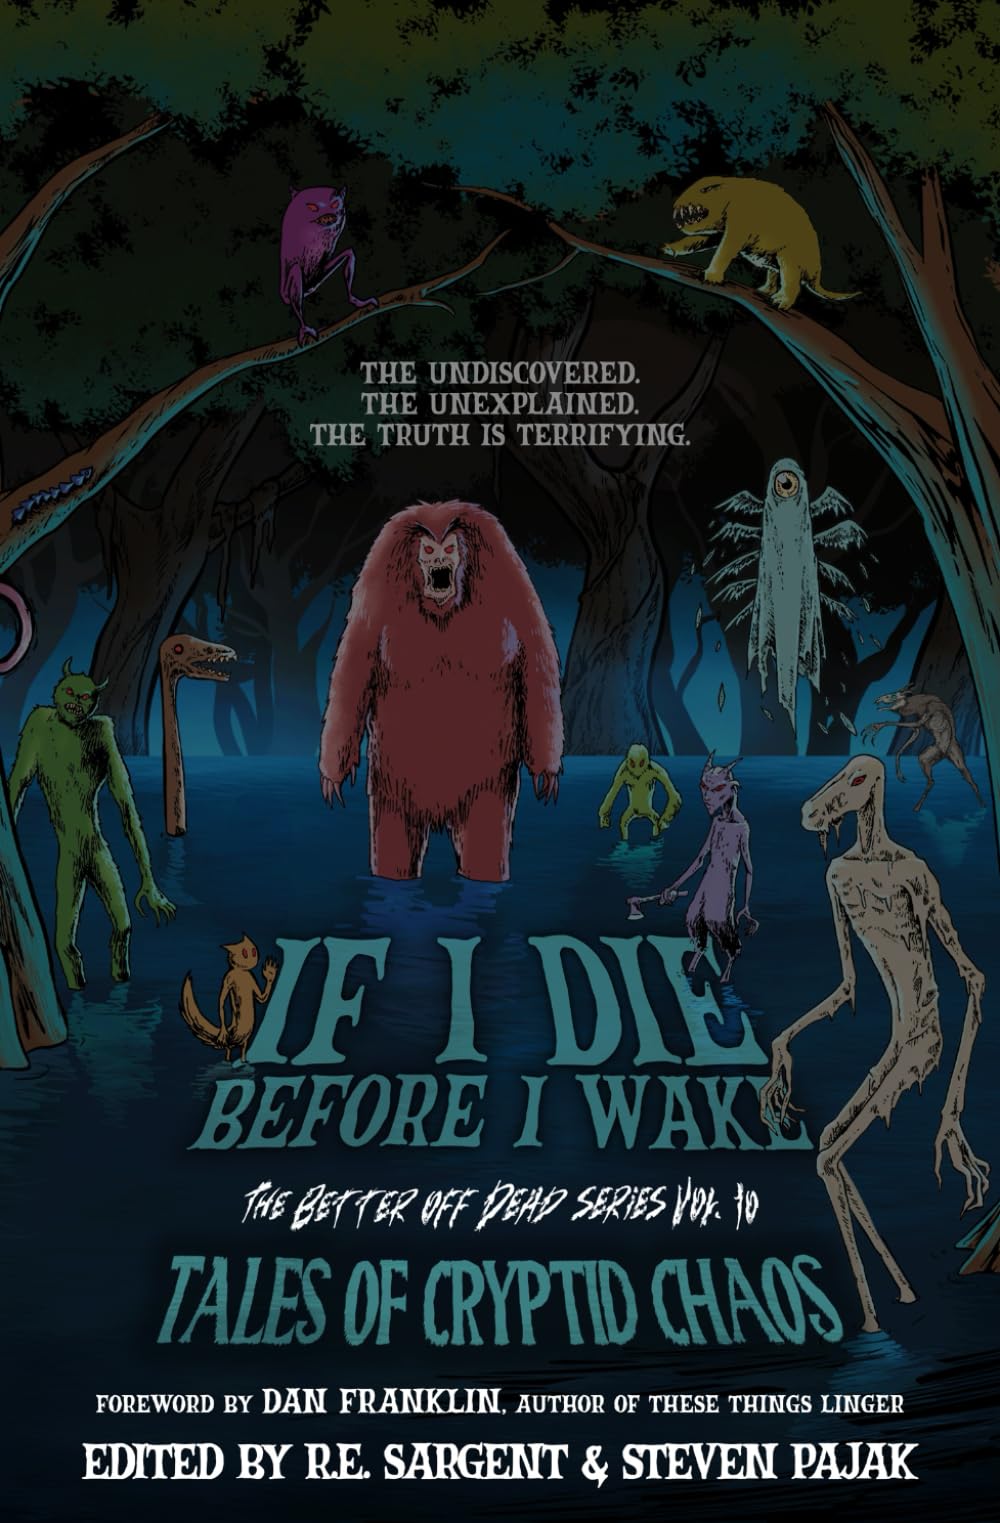 THE UNDISCOVERED.
THE UNEXPLAINED.
THE TRUTH IS TERRIFYING.
IF I DIE
BEFORE I WAKE
THE BETTER OFF DEAD SERIES VOL. 10
TALES OF CRYPTID CHAOS
FOREWORD BY DAN FRANKLIN, AUTHOR OF THESE THINGS LINGER
EDITED BY R.E. SARGENT & STEVEN PAJAK